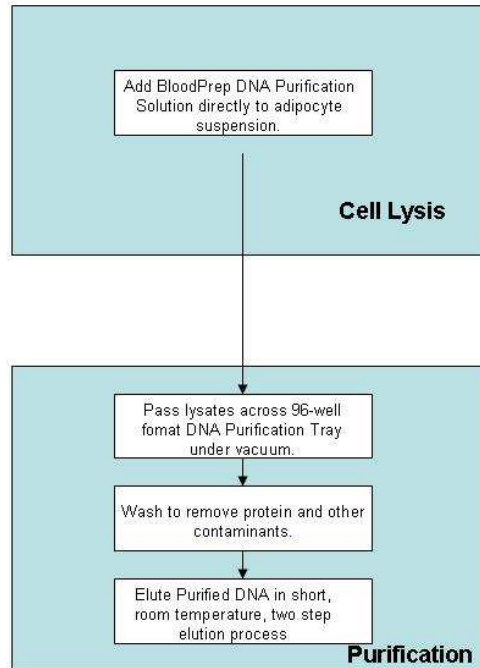 Add BloodPrep DNA Purification
Solution directly to adipocyte
suspension.
Cell Lysis
Pass lysates across 96-well
fomat DNA Purification Tray
under vacuum.
Wash to remove protein and other
contaminants.
Elute Purified DNA in short,
room temperature, two step
elution process
Purification